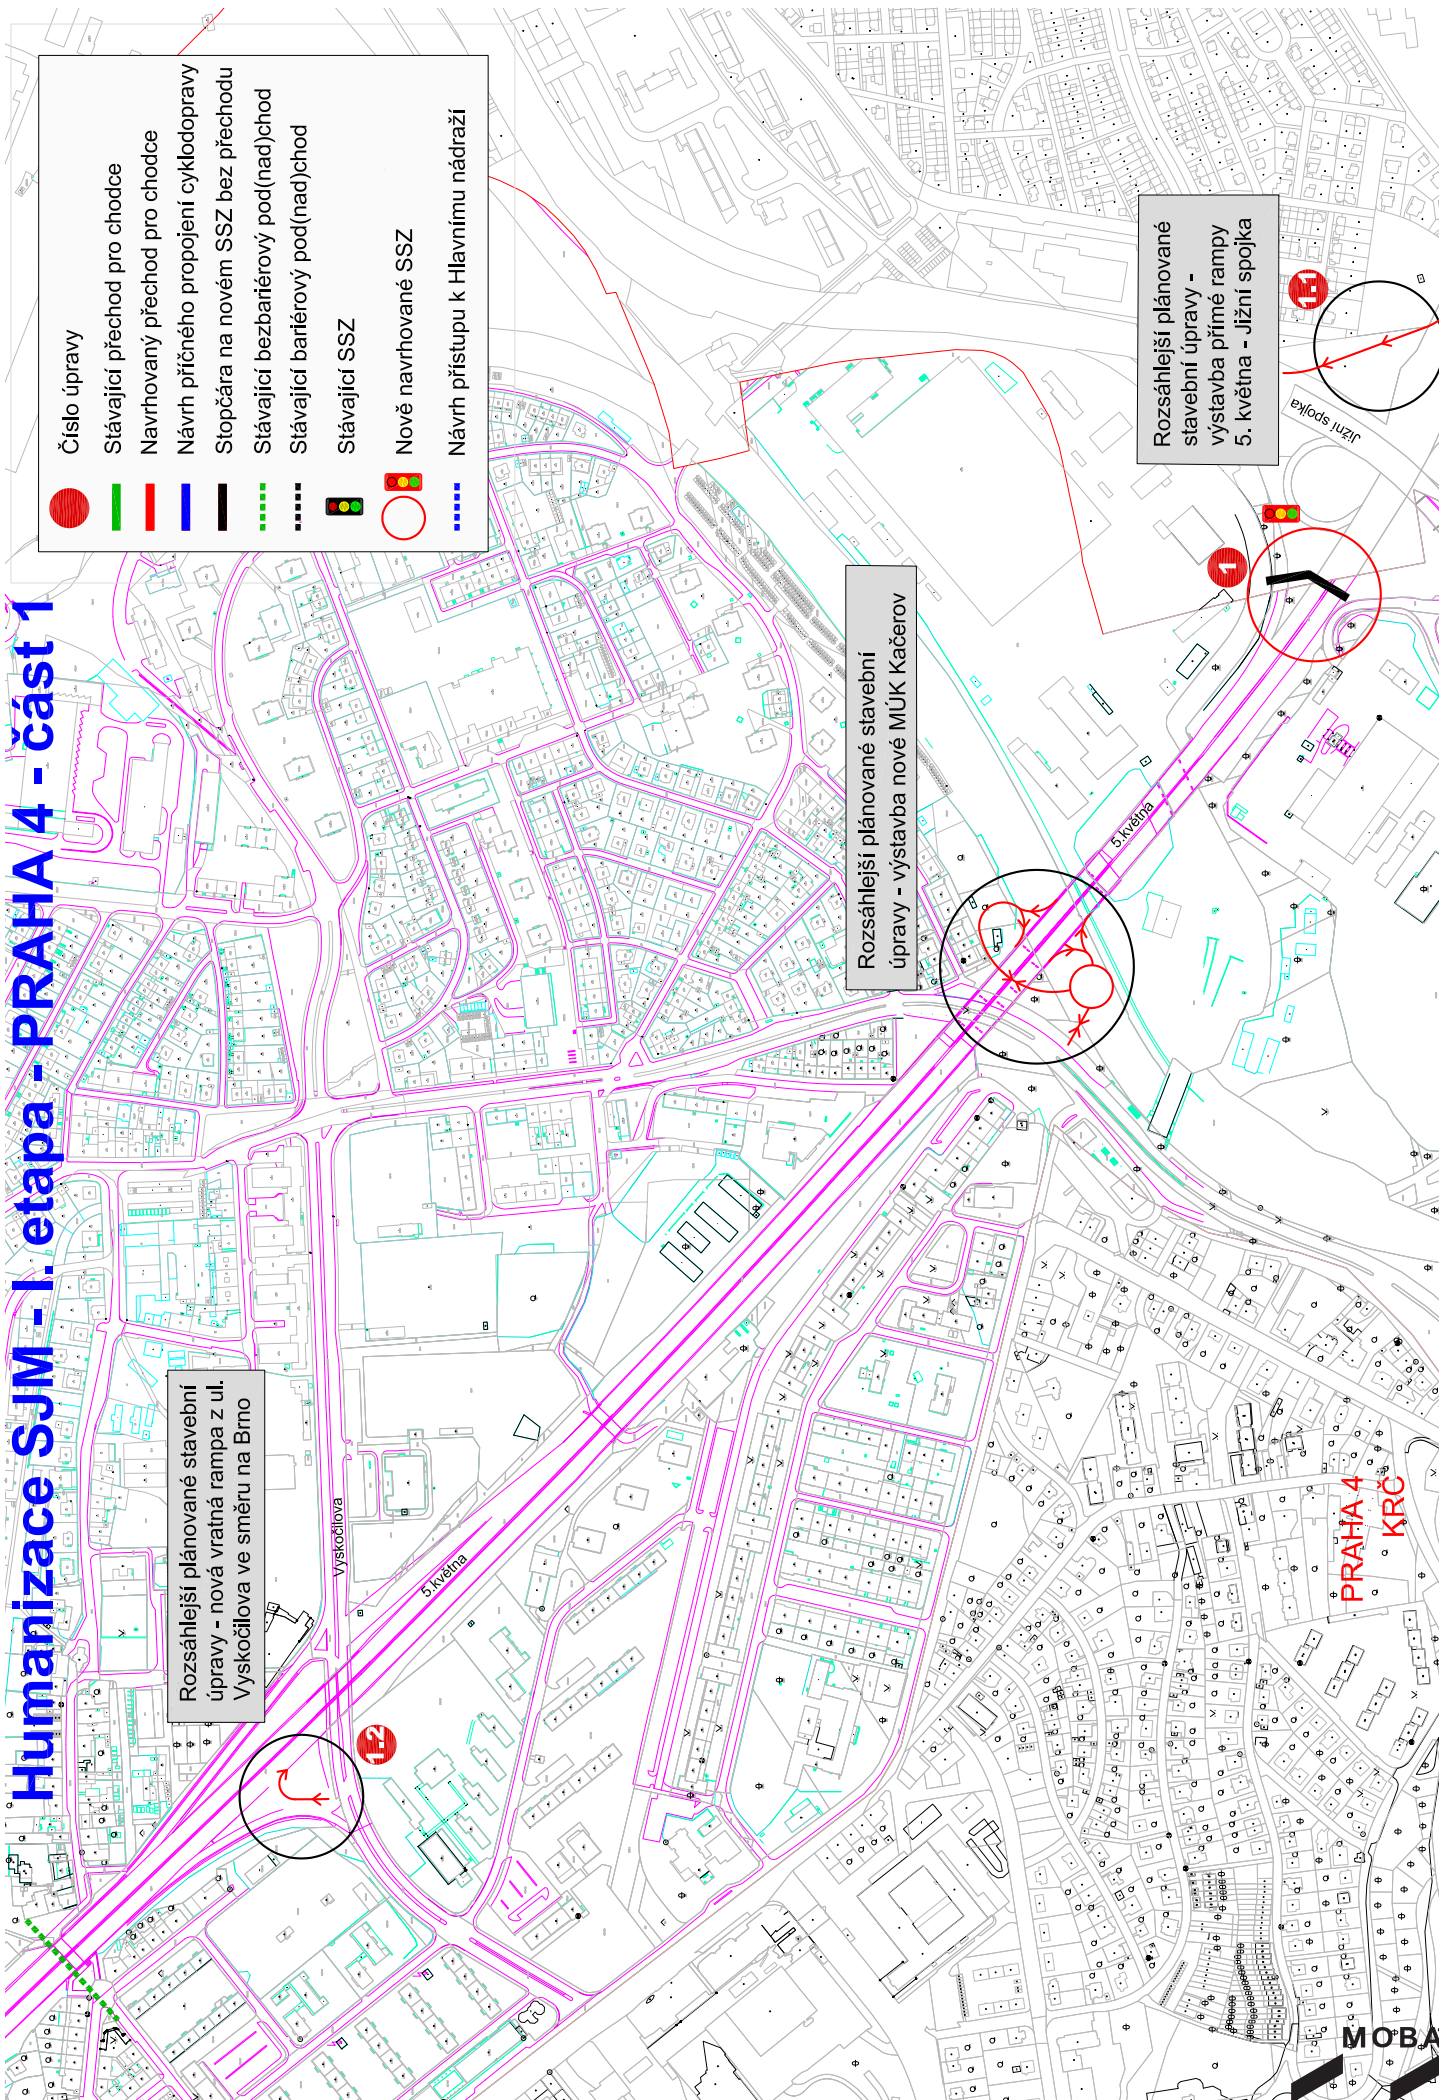 Humanizace SJM - I. etapa - PRAHA 4 - část 1
Číslo úpravy
Stávající přechod pro chodce
Navrhovaný přechod pro chodce
Návrh příčného propojení cyklodopravy
Stopčára na novém SSZ bez přechodu
Stávající bezbariérový pod(nad)chod
Stávající bariérový pod(nad)chod
Stávající SSZ
Nově navrhované SSZ
Návrh přístupu k Hlavnímu nádraží
Rozsáhlejší plánované stavební
úpravy - nová vratná rampa z ul.
Vyskočilova ve směru na Brno
1.2
Vyskočilova
5.května
Rozsáhlejší plánované stavební
úpravy - výstavba nové MÚK Kačerov
5.května
Rozsáhlejší plánované
stavební úpravy -
výstavba přímé rampy
5. května - Jižní spojka
1.1
Jižní spojka
1
PRAHA 4
KRČ
MOBA